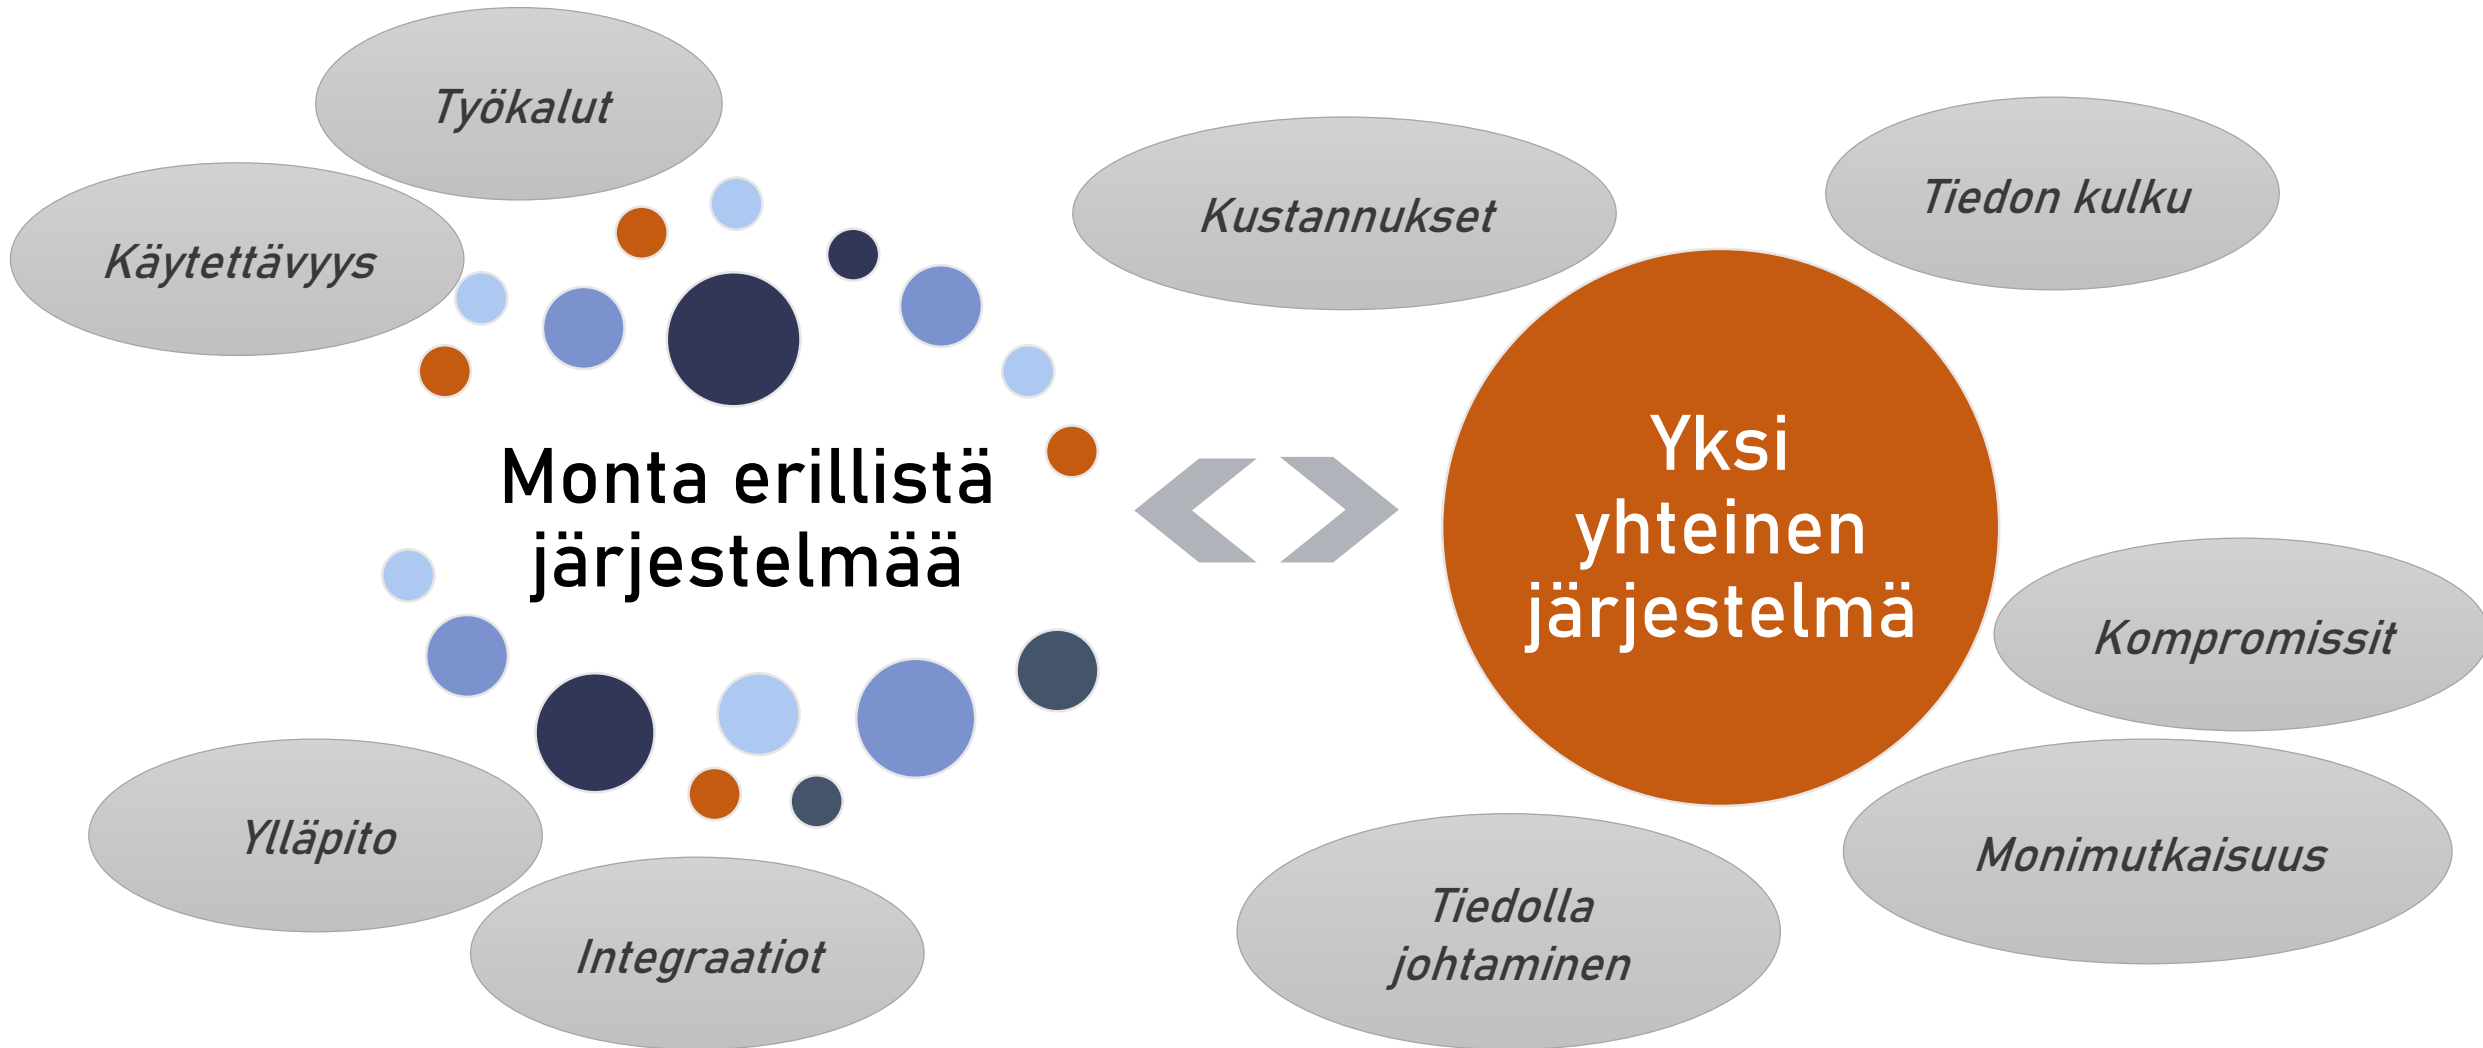 Työkalut
Käytettävyys
Monta erillistä
järjestelmää
Ylläpito
Integraatiot
Kustannukset
Tiedon kulku
Yksi
yhteinen
järjestelmä
Kompromissit
Monimutkaisuus
Tiedolla
johtaminen